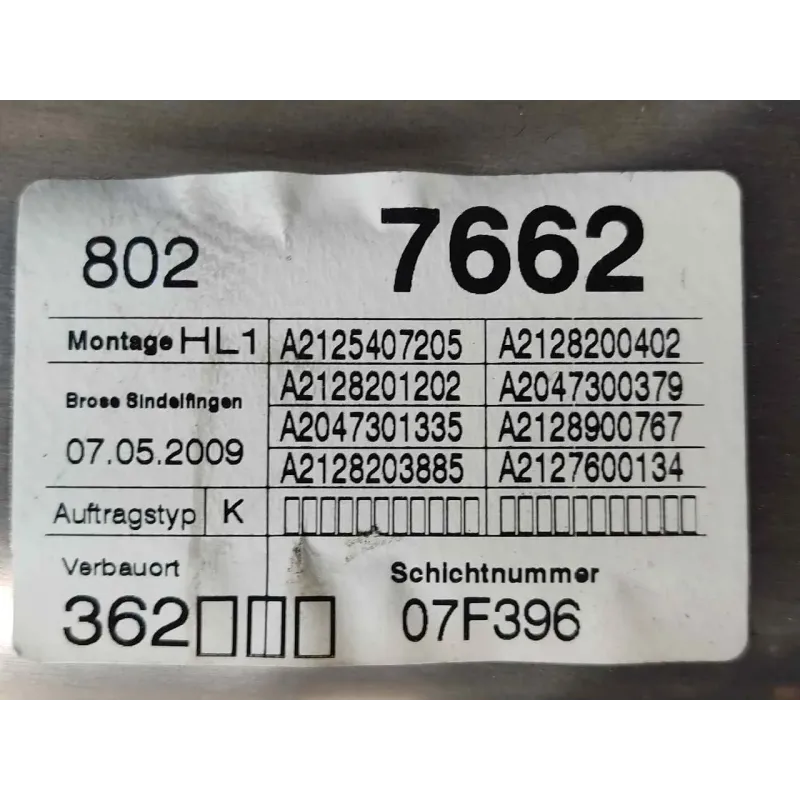 802 7662
Montage HL1 A2125407205 A2128200402
A2128201202 A2047300379
Brose Sindelfingen
A2047301335 A2128900767
07.05.2009
A2128203885 A2127600134
Auftragstyp K
Verbauort Schichtnummer
362 07F396